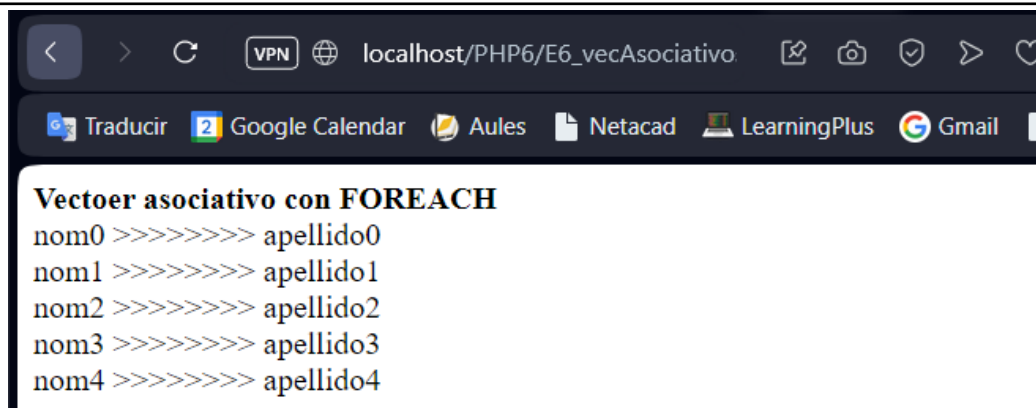 VPN localhost/PHP6/E6_vecAsociativo
Traducir 2 Google Calendar Aules Netacad LearningPlus Gmail
Vectoer asociativo con FOREACH
nom0 >>>>>>>> apellido0
nom1 >>>>>>>> apellido1
nom2 >>>>>>>> apellido2
nom3 >>>>>>>> apellido3
nom4 >>>>>>>> apellido4